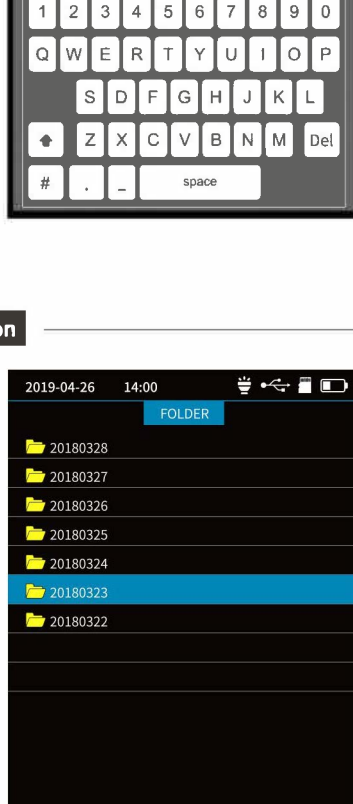 1 2 3 4 5 6 7 8 9 0
Q W E R T Y U I O P
S D F G H J K L
Z X C V B N M Del
# . _ space
on
2019-04-26 14:00
FOLDER
20180328
20180327
20180326
20180325
20180324
20180323
20180322